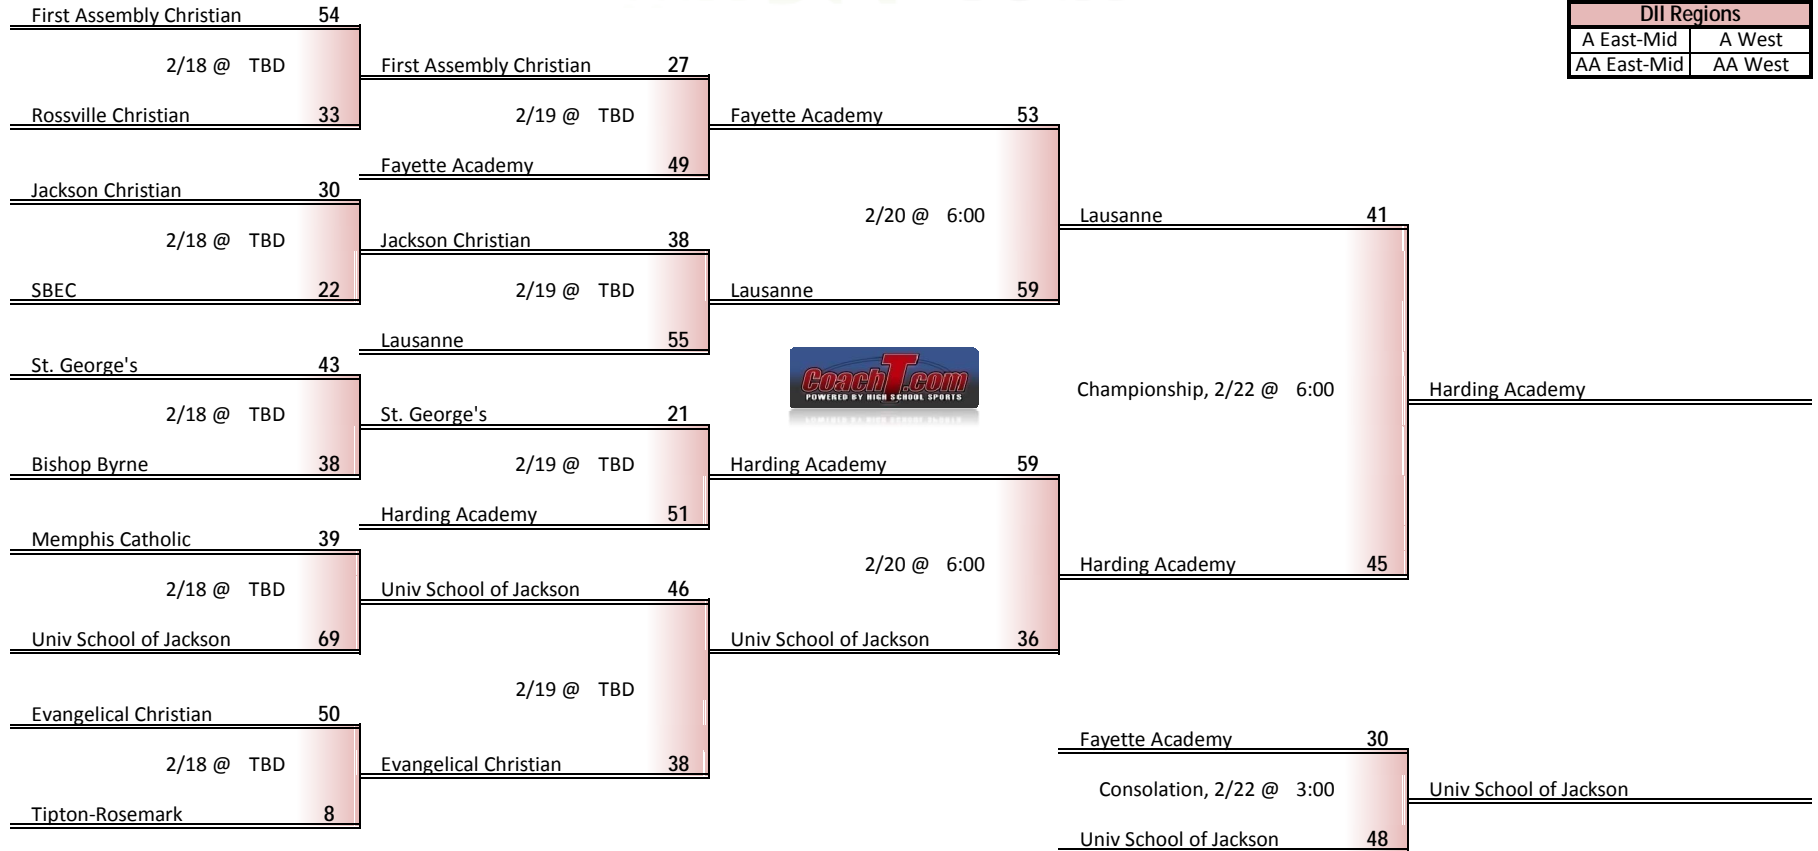 First Assembly Christian 54
2/18 @ TBD
Rossville Christian 33
Jackson Christian 30
2/18 @ TBD
SBEC 22
St. George's 43
2/18 @ TBD
Bishop Byrne 38
Memphis Catholic 39
2/18 @ TBD
Univ School of Jackson 69
Evangelical Christian 50
2/18 @ TBD
Tipton-Rosemark 8
First Assembly Christian 27
2/19 @ TBD
Fayette Academy 49
Jackson Christian 38
2/19 @ TBD
Lausanne 55
St. George's 21
2/19 @ TBD
Harding Academy 51
Univ School of Jackson 46
2/19 @ TBD
Evangelical Christian 38
Fayette Academy 53
2/20 @ 6:00
Lausanne 59
CoachT.com
POWERED BY HIGH SCHOOL SPORTS
Harding Academy 59
2/20 @ 6:00
Univ School of Jackson 36
Lausanne 41
Championship, 2/22 @ 6:00
Harding Academy 45
Harding Academy
Fayette Academy 30
Consolation, 2/22 @ 3:00
Univ School of Jackson 48
Univ School of Jackson
DII Regions
A East-Mid A West
AA East-Mid AA West